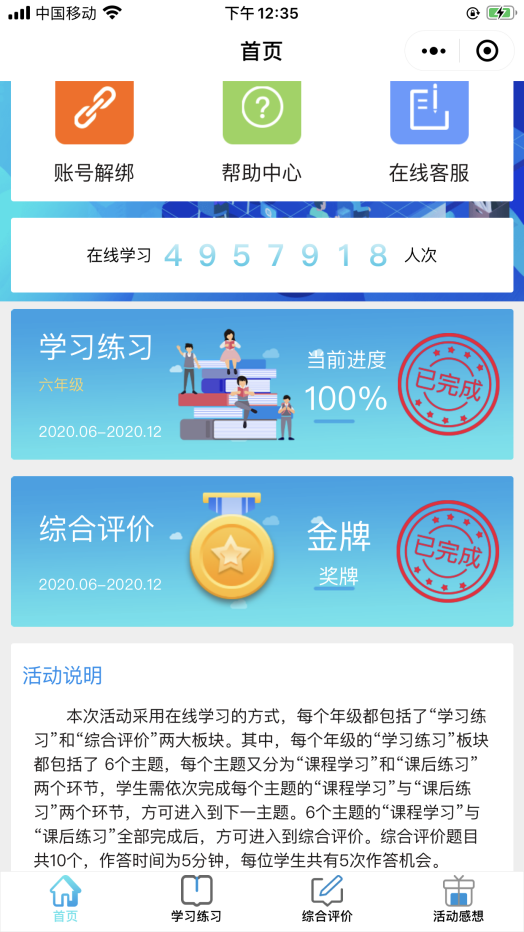 中国移动
下午12:35
首页
账号解绑
帮助中心
在线客服
在线学习 4957918 人次
学习练习
六年级
2020.06-2020.12
当前进度
100%
已完成
综合评价
2020.06-2020.12
金牌
奖牌
已完成
活动说明
本次活动采用在线学习的方式，每个年级都包括了“学习练
习”和“综合评价”两大板块。其中，每个年级的“学习练习”板块
都包括了 6个主题，每个主题又分为“课程学习”和“课后练习”
两个环节，学生需依次完成每个主题的“课程学习”与“课后练
习”两个环节，方可进入到下一主题。6个主题的“课程学习”与
“课后练习”全部完成后，方可进入到综合评价。综合评价题目
共10个，作答时间为5分钟，每位学生共有5次作答机会。
首页
学习练习
综合评价
活动感想